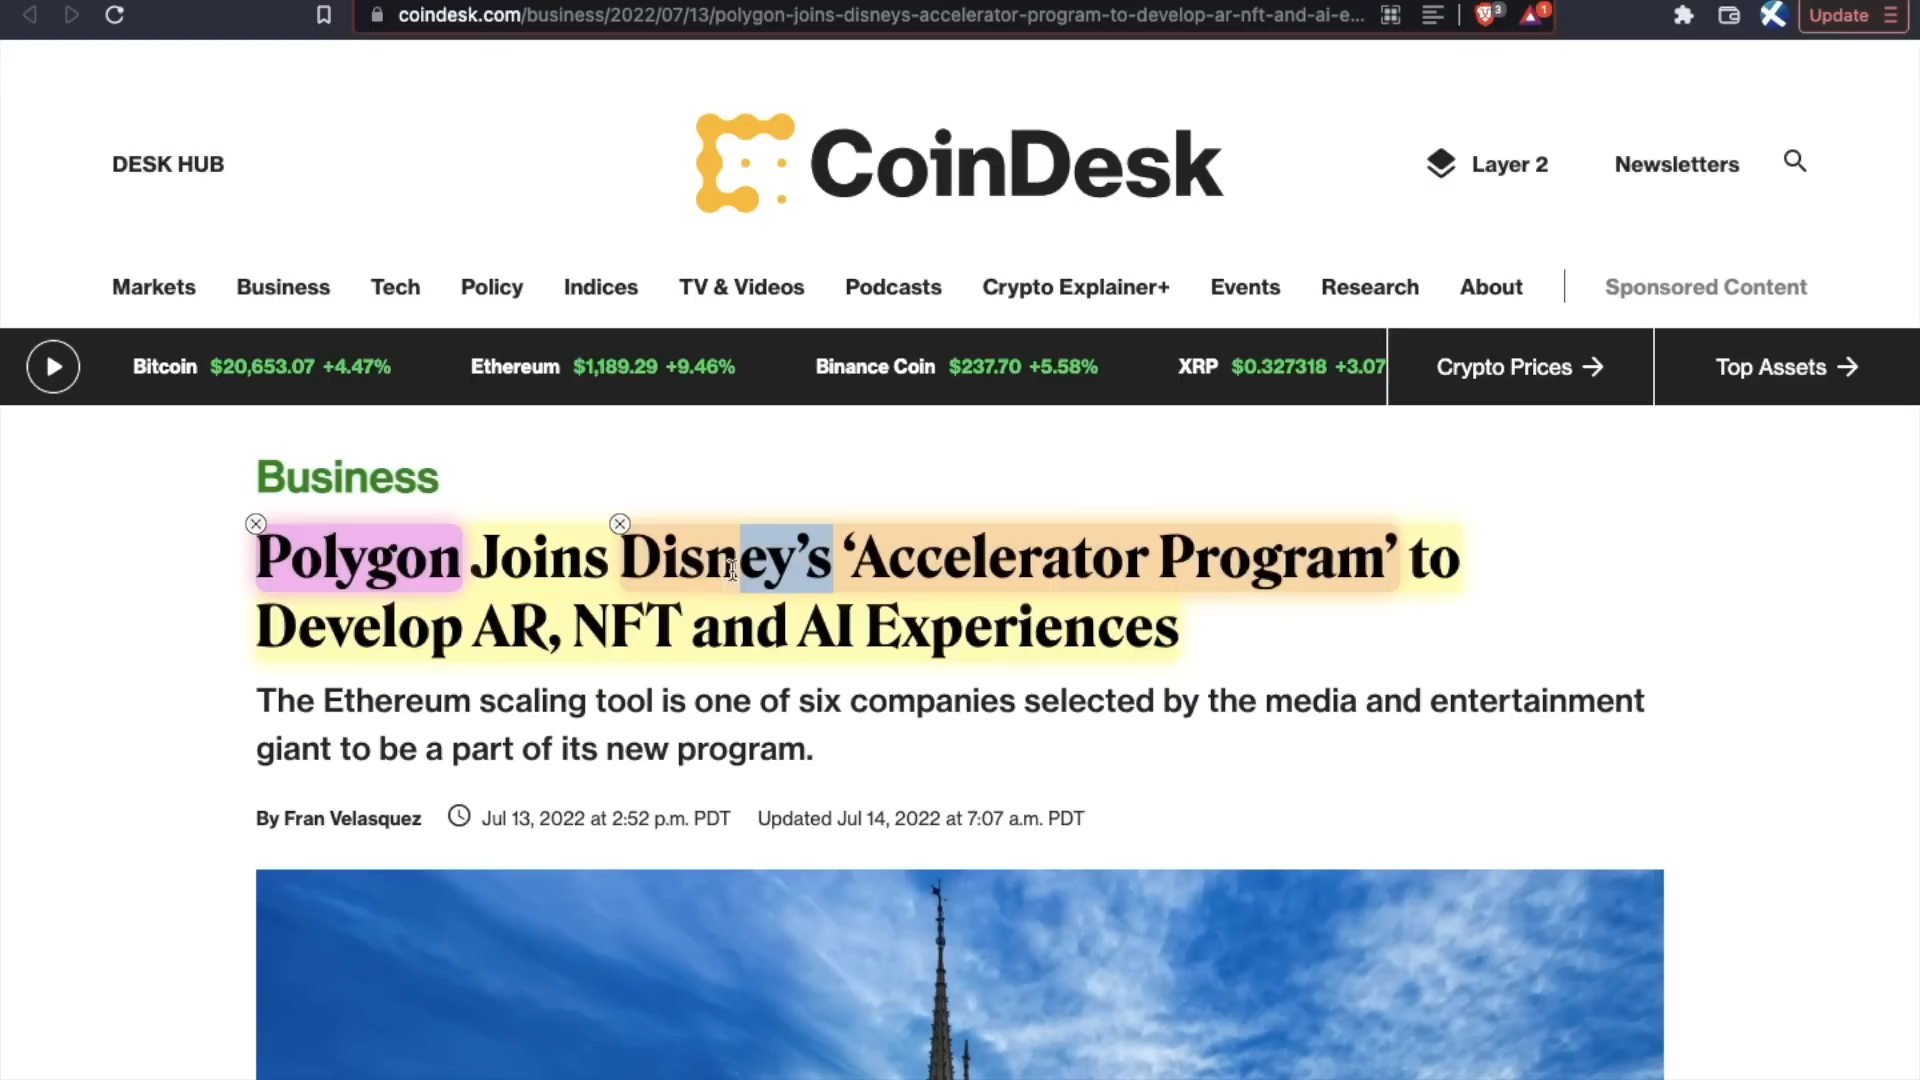 coindesk.com/business/2022/07/13/polygon-joins-disneys-accelerator-program-to-develop-ar-nft-and-ai-e...
3
1
Update
DESK HUB
CoinDesk
Layer 2
Newsletters
Markets
Business
Tech
Policy
Indices
TV & Videos
Podcasts
Crypto Explainer+
Events
Research
About
Sponsored Content
Bitcoin $20,653.07 +4.47%
Ethereum $1,189.29 +9.46%
Binance Coin $237.70 +5.58%
XRP $0.327318 +3.07
Crypto Prices →
Top Assets →
Business
Polygon Joins Disney’s ‘Accelerator Program’ to
Develop AR, NFT and AI Experiences
The Ethereum scaling tool is one of six companies selected by the media and entertainment
giant to be a part of its new program.
By Fran Velasquez
Jul 13, 2022 at 2:52 p.m. PDT
Updated Jul 14, 2022 at 7:07 a.m. PDT